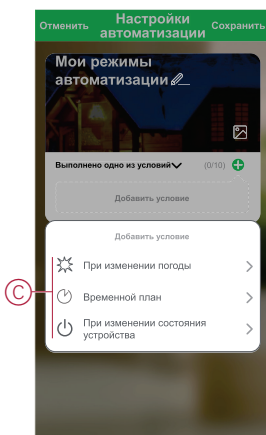 Отменить Настройки автоматизации Сохранить
Мои режимы
автоматизации
Выполнено одно из условий (0/10)
Добавить условие
Добавить условие
При изменении погоды
C
Временной план
При изменении состояния
устройства